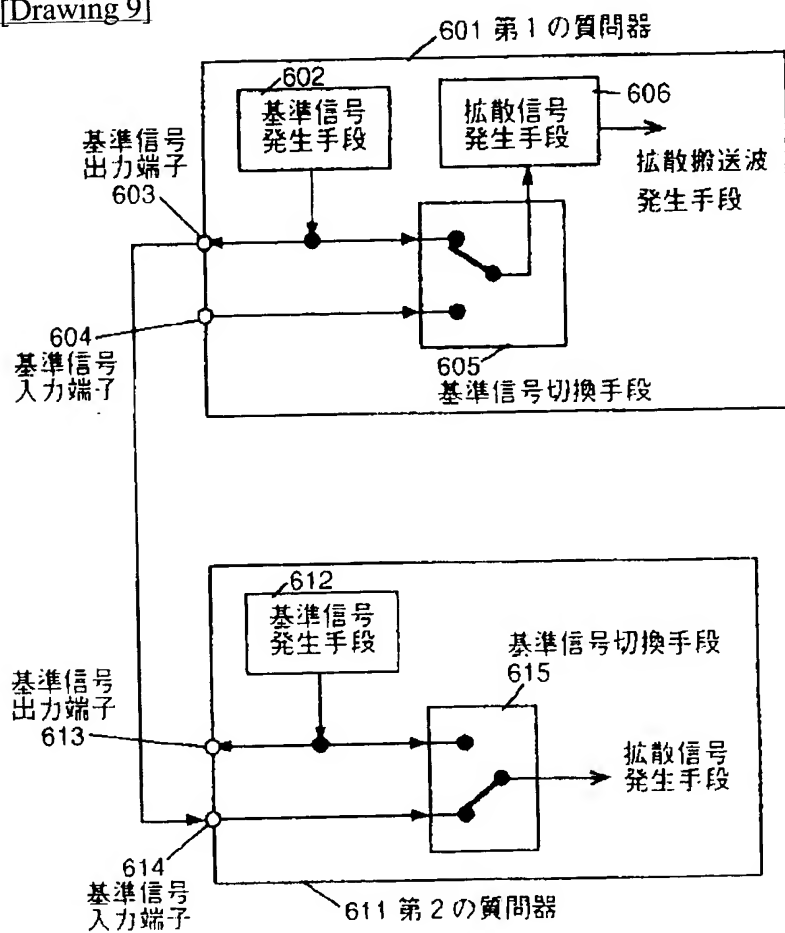 [Drawing 9]
601 第1の質問器
602
基準信号
発生手段
拡散信号
発生手段
606
基準信号
出力端子
603
拡散搬送波
発生手段
604
基準信号
入力端子
605
基準信号切換手段
612
基準信号
発生手段
基準信号切換手段
615
基準信号
出力端子
613
拡散信号
発生手段
614
基準信号
入力端子
611 第2の質問器